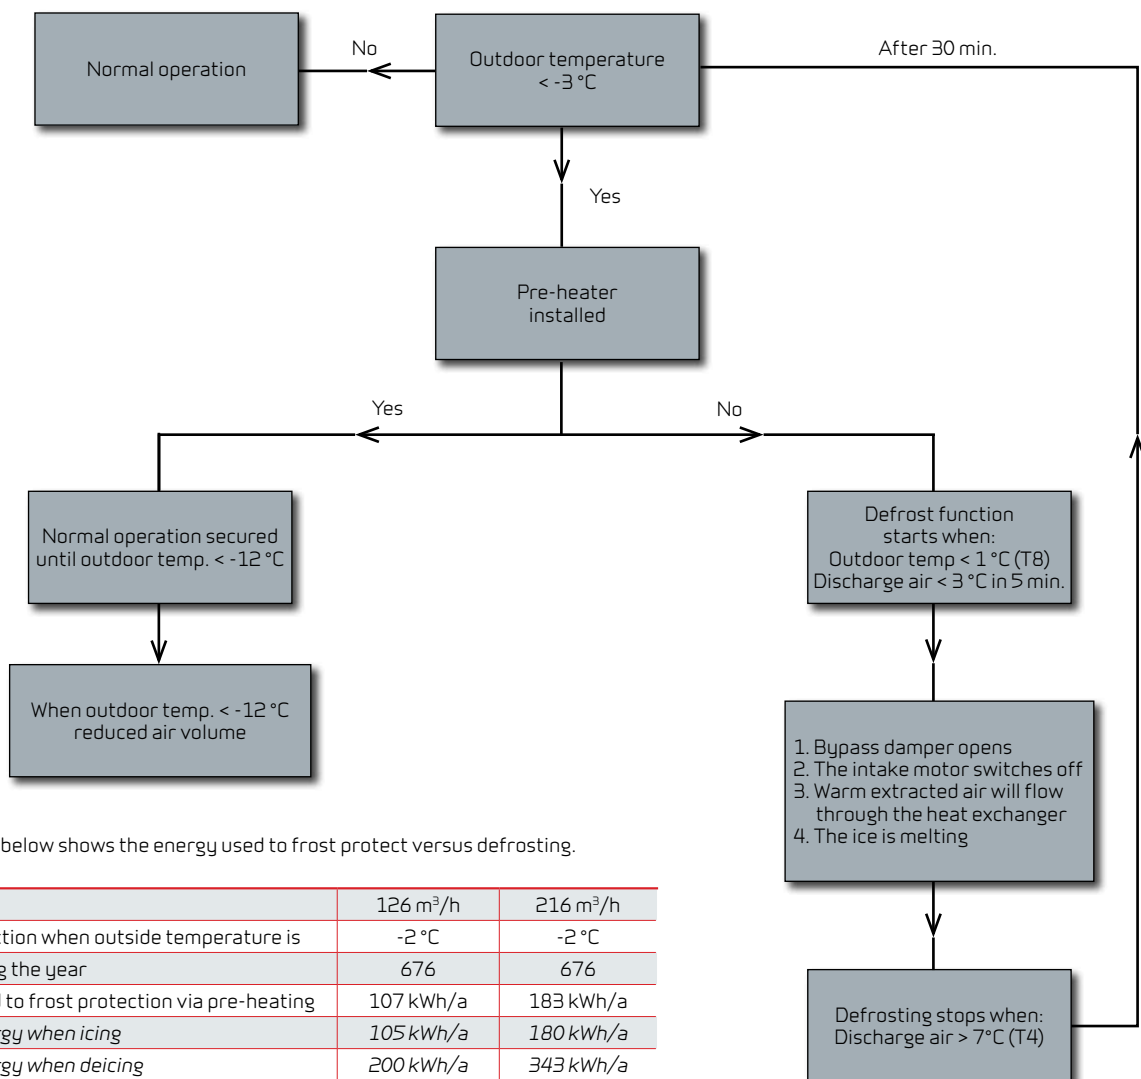 No
After 30 min.
Normal operation
Outdoor temperature
< -3 °C
Yes
Pre-heater
installed
Yes
No
Normal operation secured
until outdoor temp. < -12 °C
Defrost function
starts when:
Outdoor temp < 1 °C (T8)
Discharge air < 3 °C in 5 min.
When outdoor temp. < -12 °C
reduced air volume
1. Bypass damper opens
2. The intake motor switches off
3. Warm extracted air will flow
through the heat exchanger
4. The ice is melting
Defrosting stops when:
Discharge air > 7°C (T4)
below shows the energy used to frost protect versus defrosting.
126 m³/h 216 m³/h
ction when outside temperature is -2 °C -2 °C
g the year 676 676
d to frost protection via pre-heating 107 kWh/a 183 kWh/a
rgy when icing 105 kWh/a 180 kWh/a
rgy when deicing 200 kWh/a 343 kWh/a